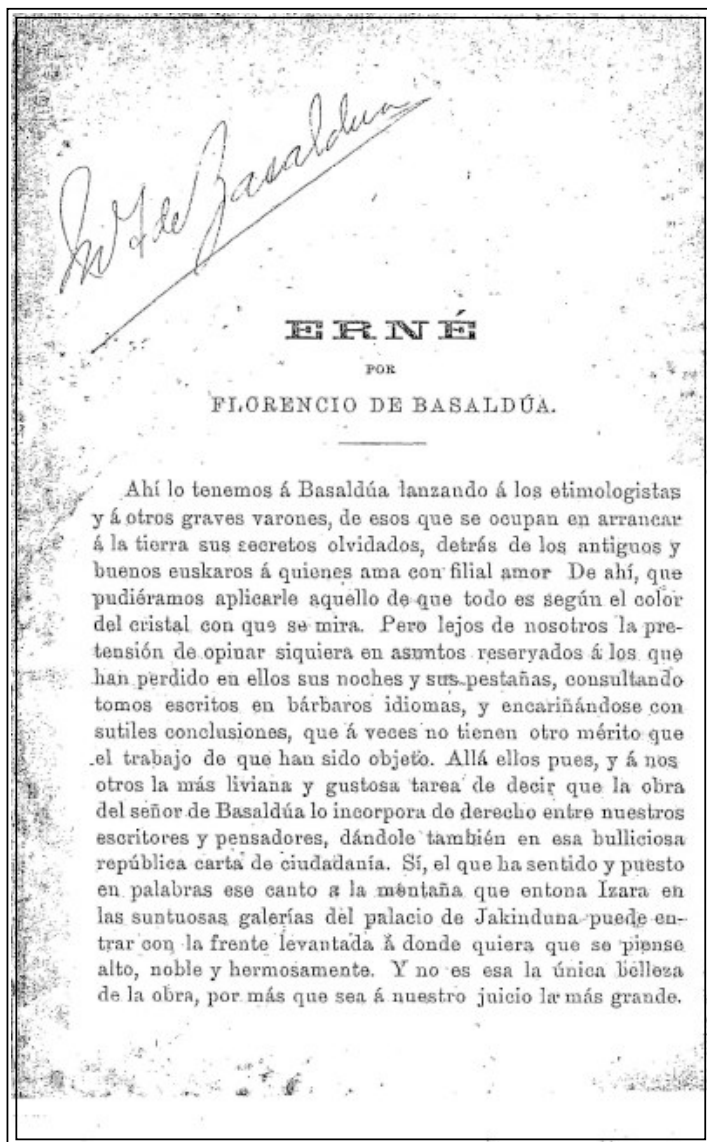 de Basaldua
ERNÉ
POR
FLORENCIO DE BASALDÚA.
Ahí lo tenemos á Basaldúa lanzando á los etimologistas
y á otros graves varones, de esos que se ocupan en arrancar
á la tierra sus secretos olvidados, detrás de los antiguos y
buenos euskaros á quienes ama con filial amor De ahí, que
pudiéramos aplicarle aquello de que todo es según el color
del cristal con que se mira. Pero lejos de nosotros la pre-
tensión de opinar siquiera en asuntos reservados á los que
han perdido en ellos sus noches y sus pestañas, consultando
tomos escritos en bárbaros idiomas, y encariñándose con
sutiles conclusiones, que á veces no tienen otro mérito que
el trabajo de que han sido objeto. Allá ellos pues, y á nos
otros la más liviana y gustosa tarea de decir que la obra
del señor de Basaldúa lo incorpora de derecho entre nuestros
escritores y pensadores, dándole también en esa bulliciosa
república carta de ciudadanía. Sí, el que ha sentido y puesto
en palabras ese canto a la montaña que entona Izara en
las suntuosas galerías del palacio de Jakinduna puede en-
trar con la frente levantada á donde quiera que se piense
alto, noble y hermosamente. Y no es esa la única belleza
de la obra, por más que sea á nuestro juicio la más grande.